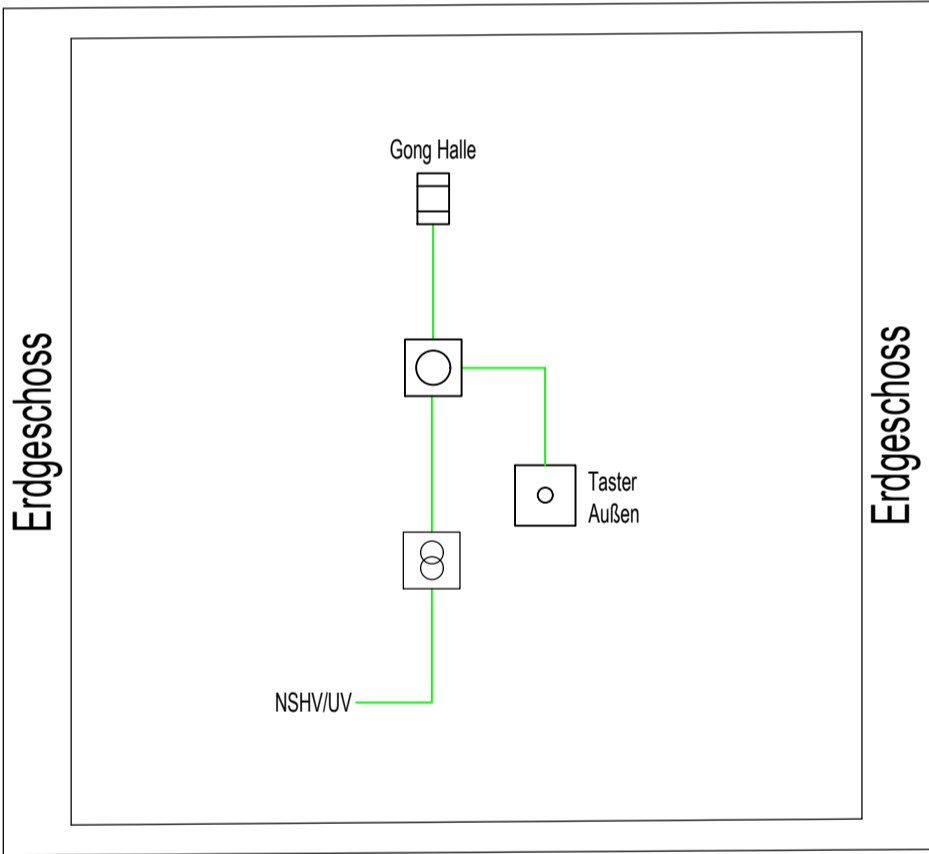 Gong Halle
Erdgeschoss
Erdgeschoss
Taster
Außen
NSHV/UV